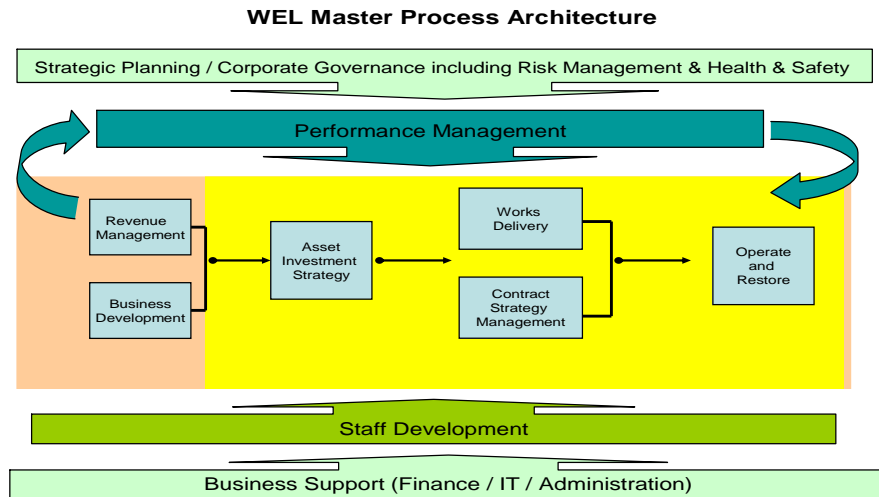 WEL Master Process Architecture
Strategic Planning / Corporate Governance including Risk Management & Health & Safety
Performance Management
Revenue
Management
Business
Development
Asset
Investment
Strategy
Works
Delivery
Contract
Strategy
Management
Operate
and
Restore
Staff Development
Business Support (Finance / IT / Administration)